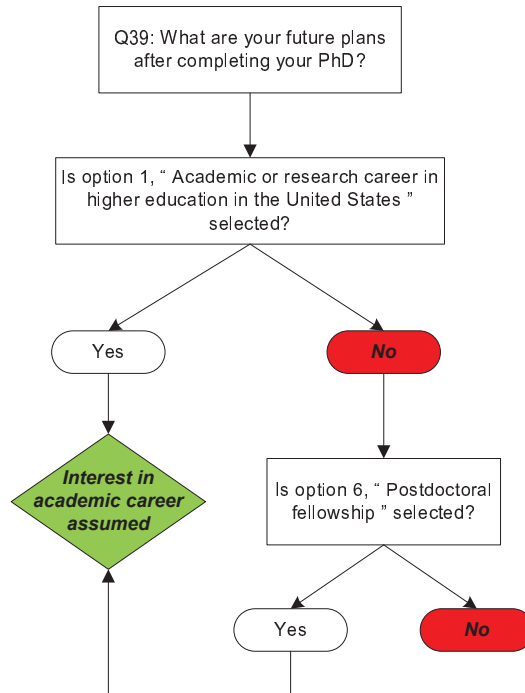 Q39: What are your future plans
after completing your PhD?
Is option 1, “ Academic or research career in
higher education in the United States ”
selected?
Yes
No
Interest in
academic career
assumed
Is option 6, “ Postdoctoral
fellowship ” selected?
Yes
No